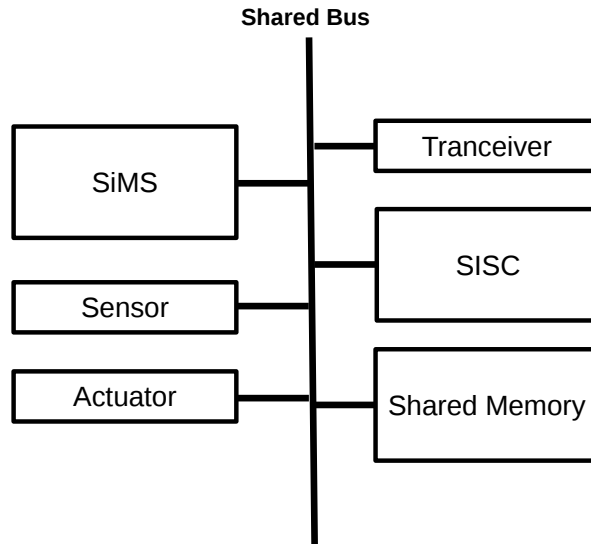 Shared Bus
SiMS
Tranceiver
SISC
Sensor
Actuator
Shared Memory